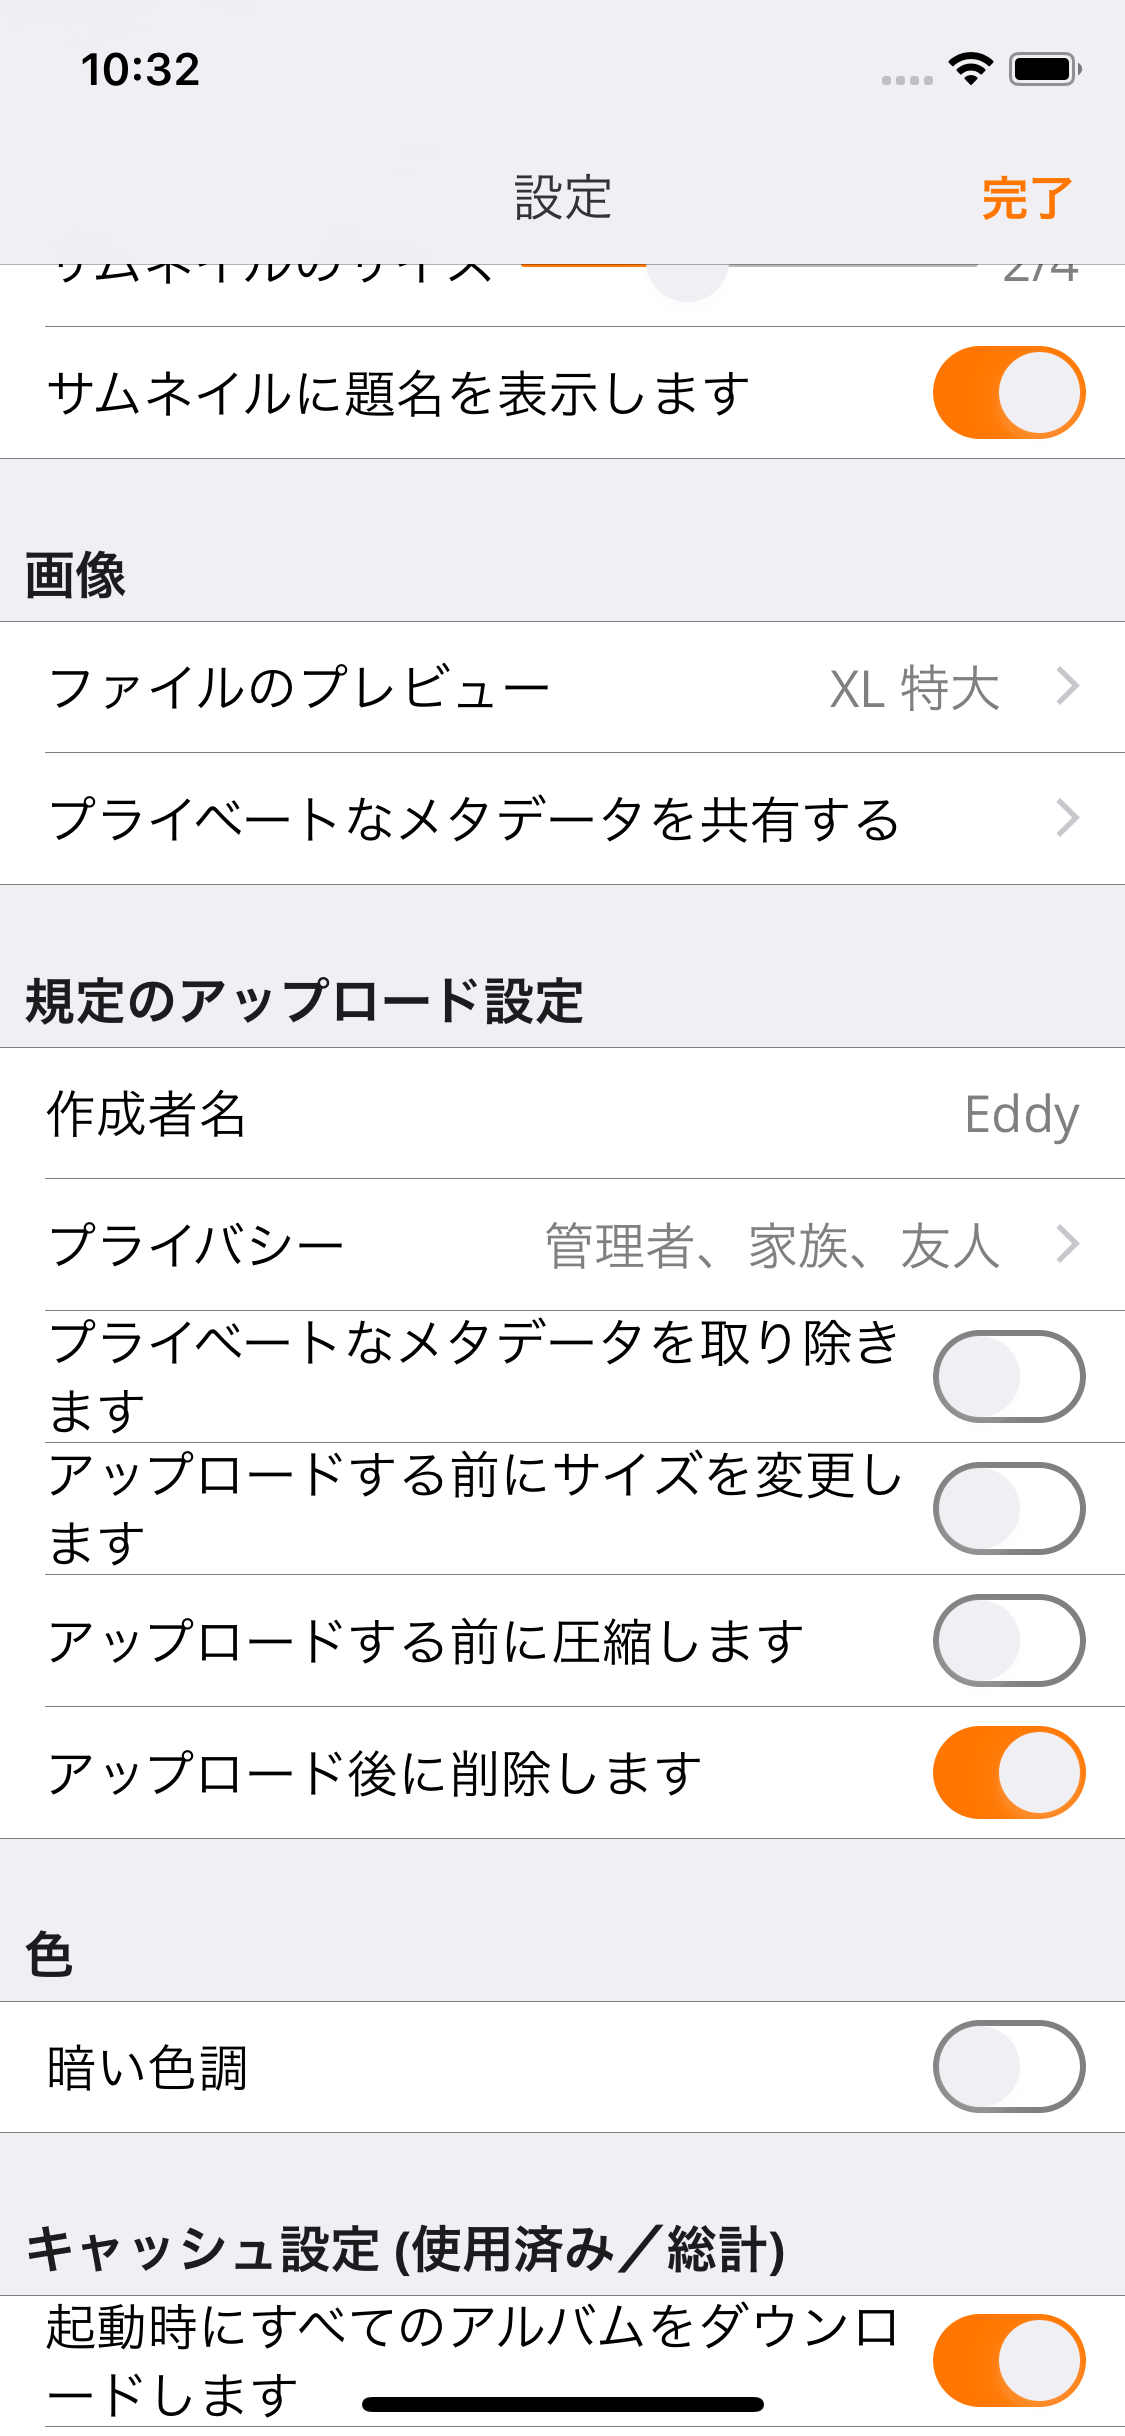 10:32
設定
完了
サムネイルのサイズ
2/4
サムネイルに題名を表示します
画像
ファイルのプレビュー
XL 特大
プライベートなメタデータを共有する
規定のアップロード設定
作成者名
Eddy
プライバシー
管理者、家族、友人
プライベートなメタデータを取り除き
ます
アップロードする前にサイズを変更し
ます
アップロードする前に圧縮します
アップロード後に削除します
色
暗い色調
キャッシュ設定 (使用済み／総計)
起動時にすべてのアルバムをダウンロ
ードします